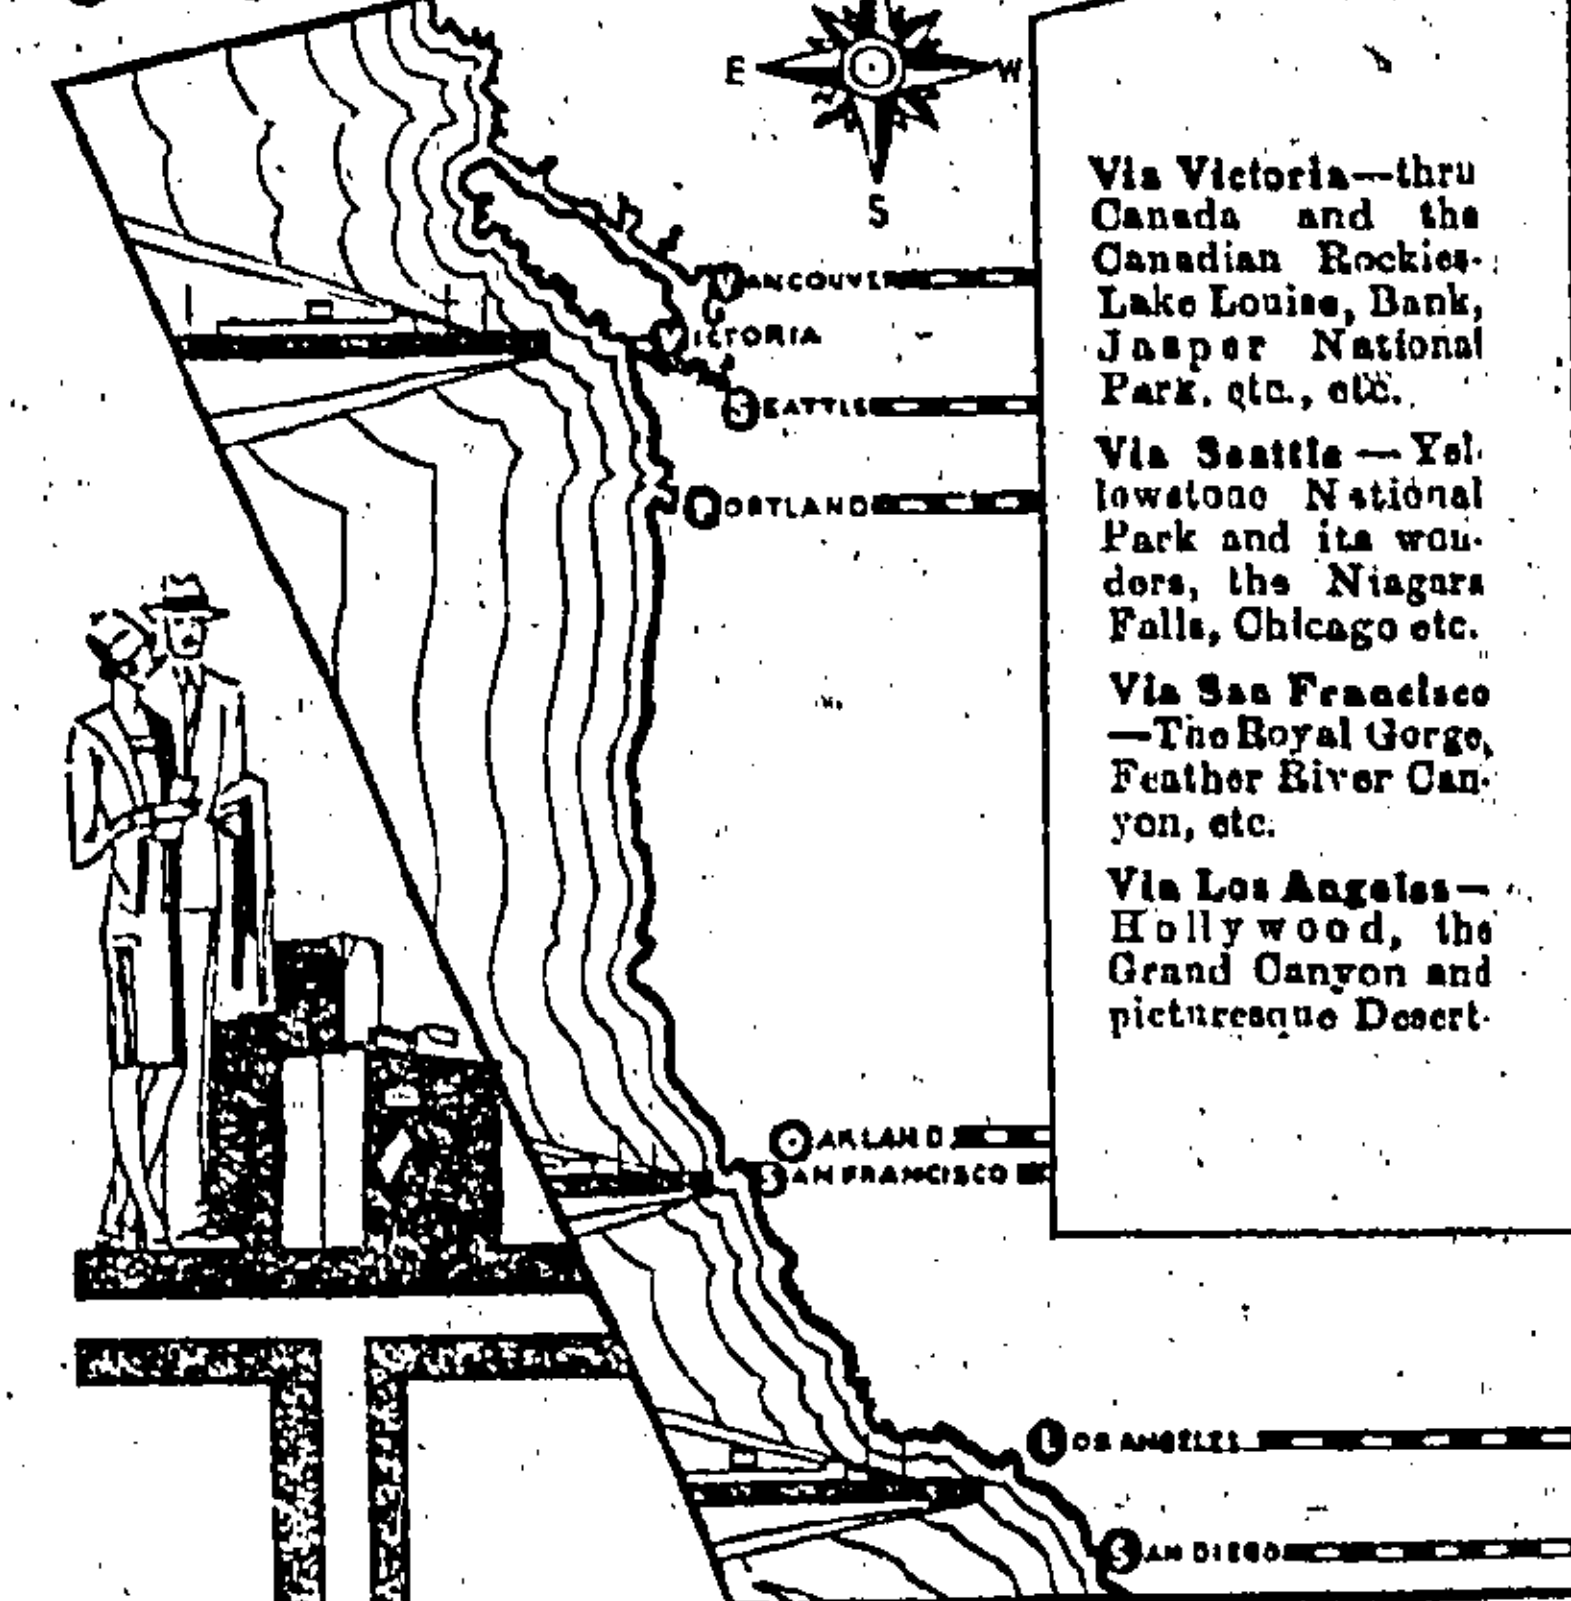 E W
S
VANCOUVER
VICTORIA
SEATTLE
PORTLAND
OAKLAND
SAN FRANCISCO
LOS ANGELES
SAN DIEGO
Via Victoria—thru
Canada and the
Canadian Rockies-
Lake Louise, Bank,
Jasper National
Park, etc., etc.
Via Seattle — Yel-
lowstone National
Park and its won-
ders, the Niagara
Falls, Chicago etc.
Via San Francisco
—The Royal Gorge,
Feather River Can-
yon, etc.
Via Los Angeles—
Hollywood, the
Grand Canyon and
picturesque Desert-